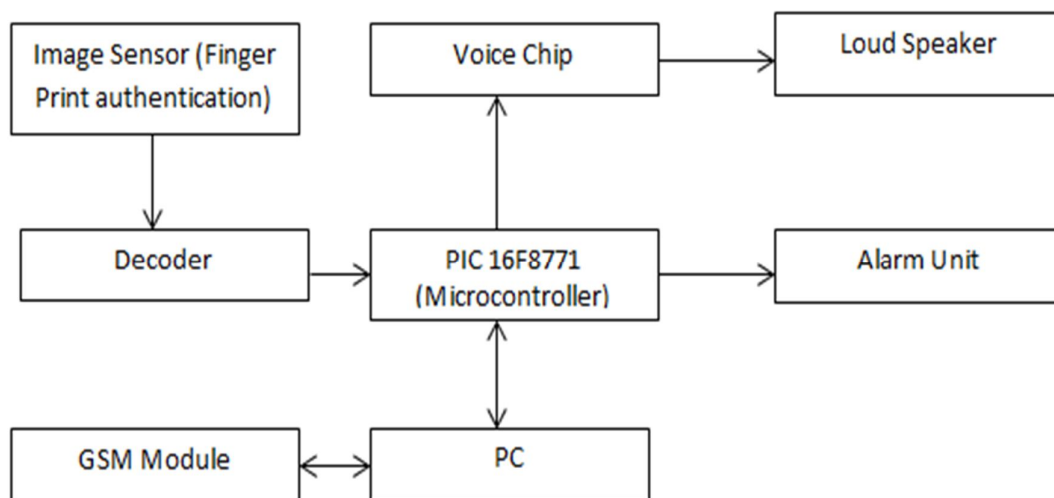 Image Sensor (Finger
Print authentication)
Voice Chip
Loud Speaker
Decoder
PIC 16F8771
(Microcontroller)
Alarm Unit
GSM Module
PC